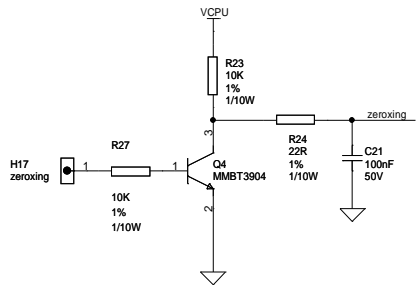 VCPU
R23
10K
1%
1/10W
zeroxing
R24
22R
1%
1/10W
C21
100nF
50V
3
R27
H17
zeroxing
1
1
Q4
MMBT3904
10K
1%
1/10W
2